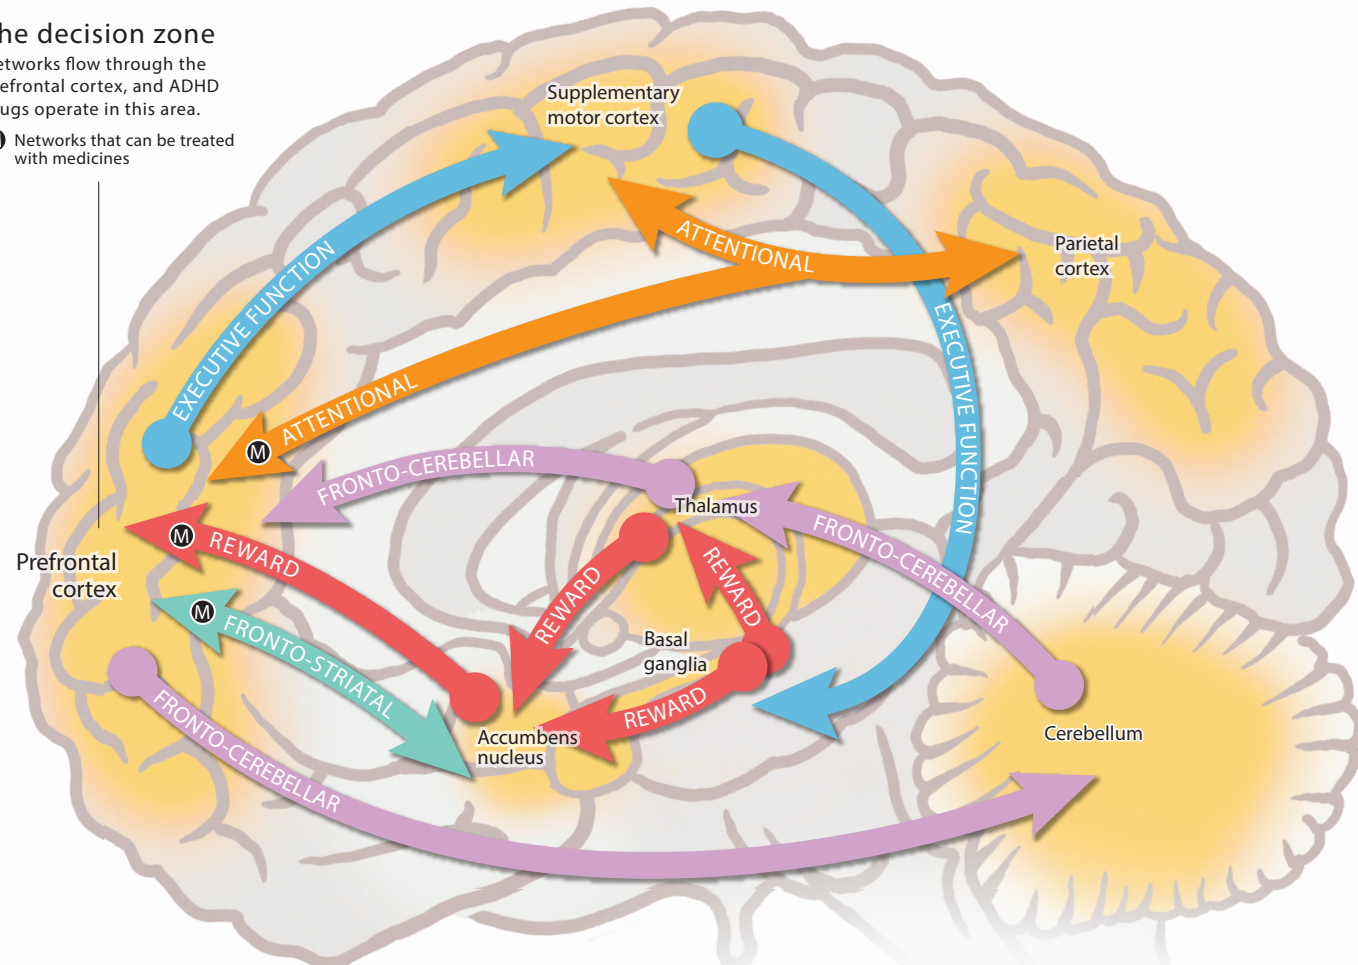 he decision zone
etworks flow through the
efrontal cortex, and ADHD
ugs operate in this area.
M Networks that can be treated
with medicines
Supplementary
motor cortex
ATTENTIONAL
Parietal
cortex
EXECUTIVE FUNCTION
EXECUTIVE FUNCTION
ATTENTIONAL
M
FRONTO-CEREBELLAR
Thalamus
FRONTO-CEREBELLAR
M
REWARD
REWARD
REWARD
Prefrontal
cortex
M
FRONTO-STRIATAL
Basal
ganglia
REWARD
Accumbens
nucleus
Cerebellum
FRONTO-CEREBELLAR